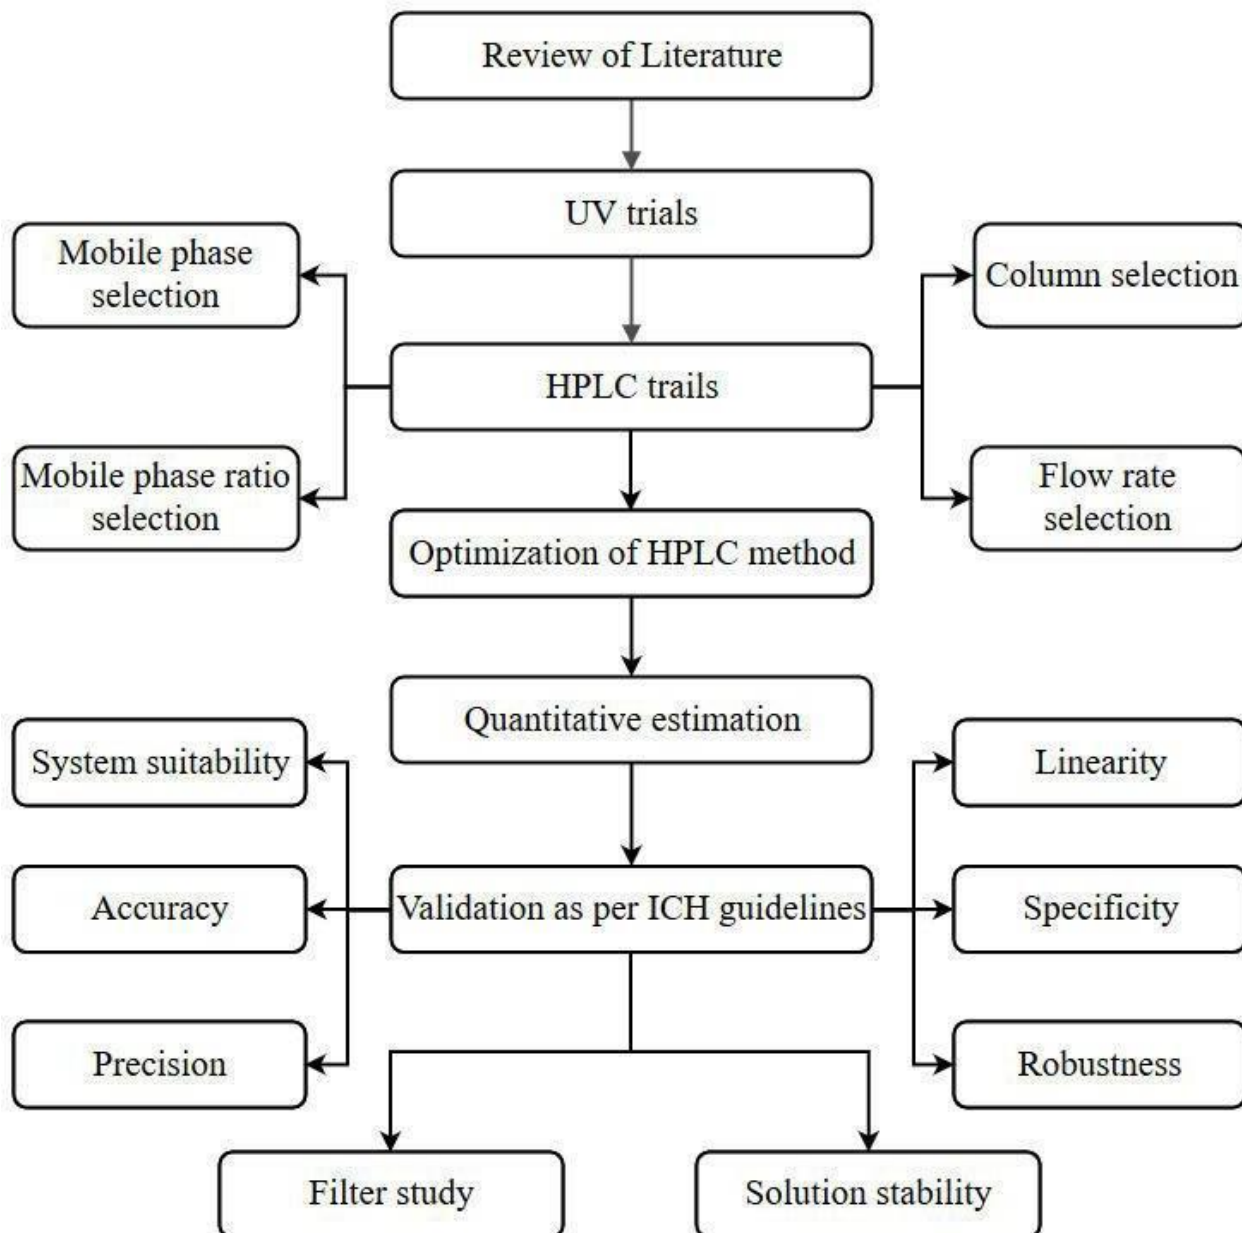 Review of Literature
UV trials
Mobile phase
selection
Column selection
HPLC trails
Mobile phase ratio
selection
Flow rate
selection
Optimization of HPLC method
Quantitative estimation
System suitability
Linearity
Accuracy
Validation as per ICH guidelines
Specificity
Precision
Robustness
Filter study
Solution stability